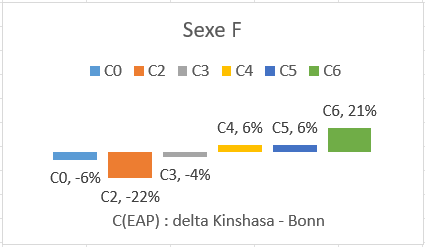 Sexe F
C0 C2 C3 C4 C5 C6
C6, 21%
C4, 6% C5, 6%
C0, -6% C3, -4%
C2, -22%
C(EAP) : delta Kinshasa - Bonn